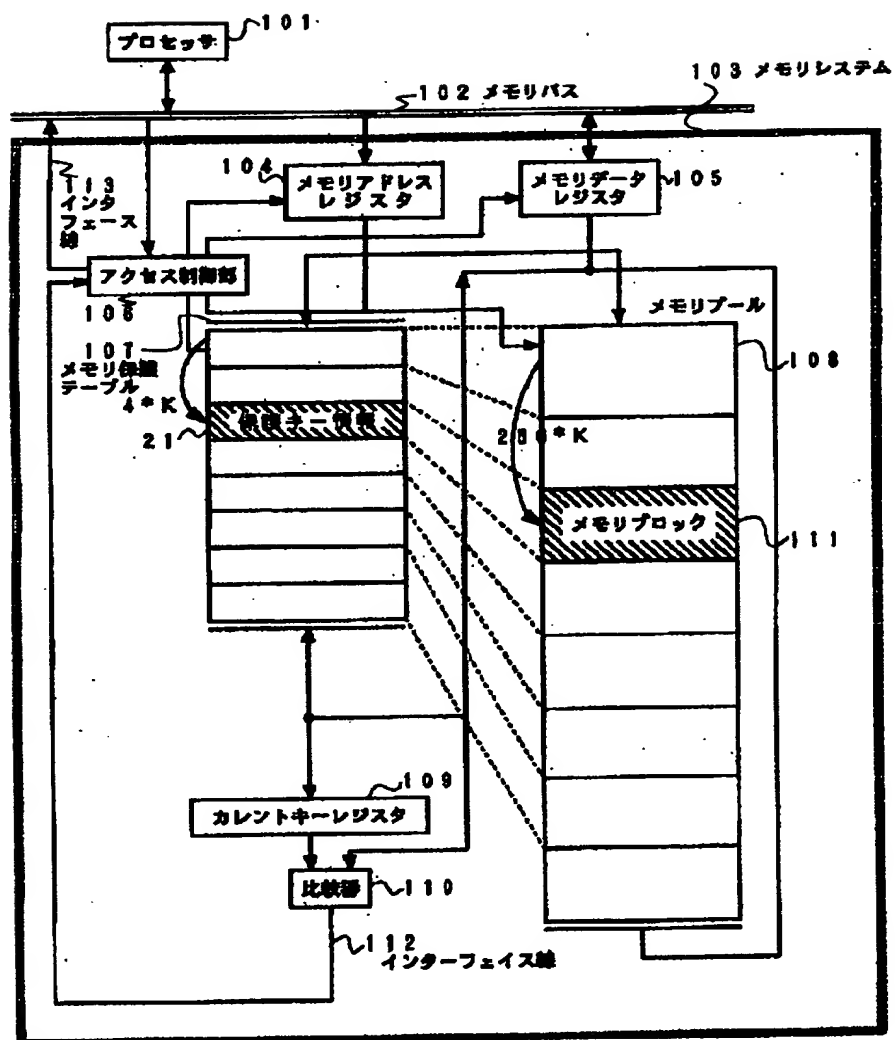 101
プロセッサ
103 メモリシステム
102 メモリバス
104
メモリアドレス
レジスタ
メモリデータ
レジスタ
105
113
インタ
フェース
線
アクセス制御部
106
メモリプール
107
メモリ保護
テーブル
108
4*K
保護キー情報
21
256*K
メモリブロック
111
109
カレントキーレジスタ
比較器
110
112
インターフェイス線